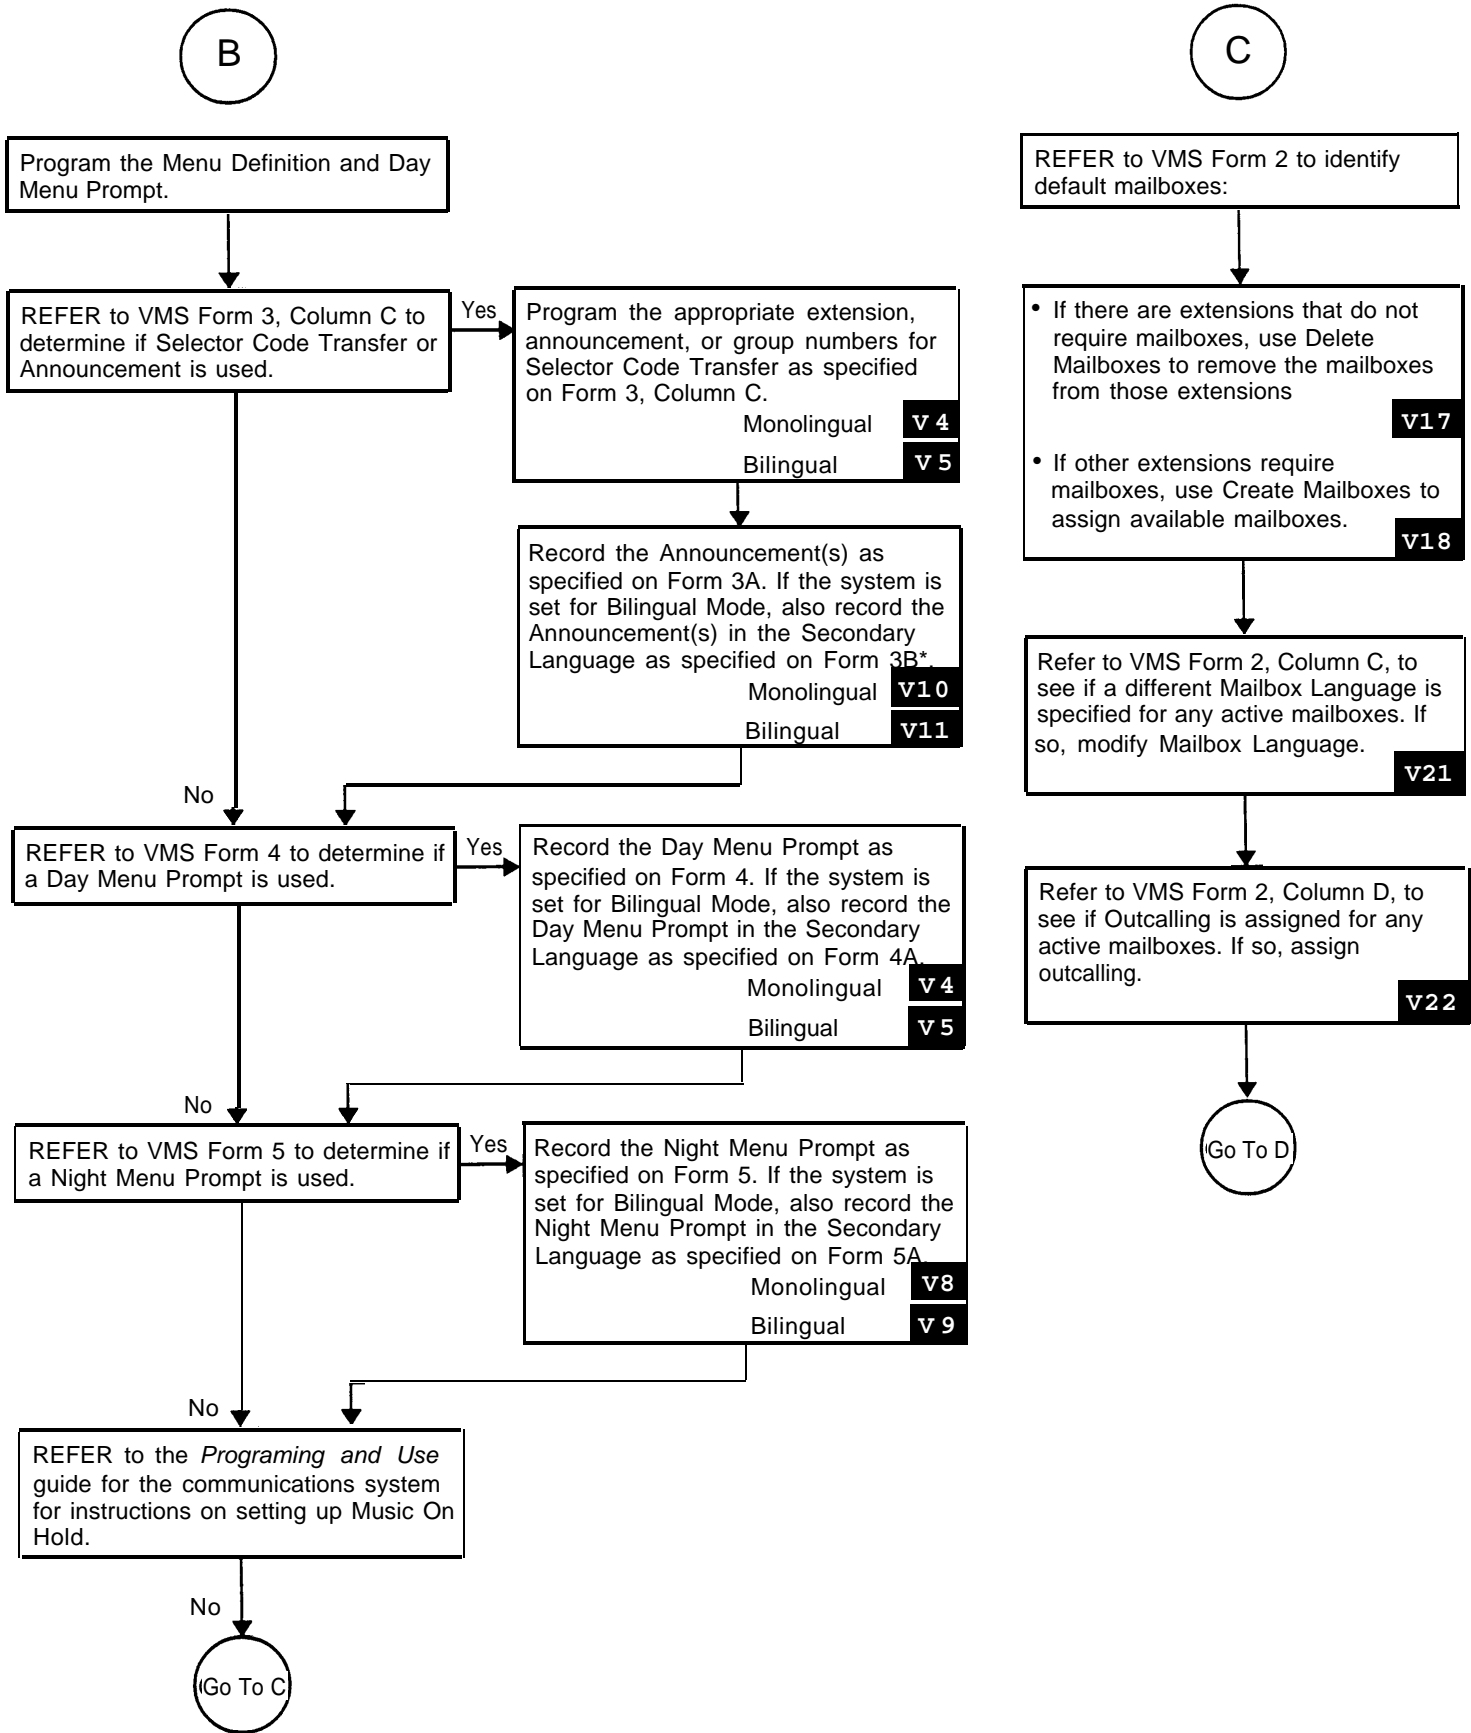 B
Program the Menu Definition and Day
Menu Prompt.
REFER to VMS Form 3, Column C to
determine if Selector Code Transfer or
Announcement is used.
Yes
Program the appropriate extension,
announcement, or group numbers for
Selector Code Transfer as specified
on Form 3, Column C.
Monolingual V 4
Bilingual V 5
Record the Announcement(s) as
specified on Form 3A. If the system is
set for Bilingual Mode, also record the
Announcement(s) in the Secondary
Language as specified on Form 3B*.
Monolingual V10
Bilingual V11
No
REFER to VMS Form 4 to determine if
a Day Menu Prompt is used.
Yes
Record the Day Menu Prompt as
specified on Form 4. If the system is
set for Bilingual Mode, also record the
Day Menu Prompt in the Secondary
Language as specified on Form 4A.
Monolingual V 4
Bilingual V 5
No
REFER to VMS Form 5 to determine if
a Night Menu Prompt is used.
Yes
Record the Night Menu Prompt as
specified on Form 5. If the system is
set for Bilingual Mode, also record the
Night Menu Prompt in the Secondary
Language as specified on Form 5A.
Monolingual V8
Bilingual V 9
No
REFER to the Programing and Use
guide for the communications system
for instructions on setting up Music On
Hold.
No
Go To C
C
REFER to VMS Form 2 to identify
default mailboxes:
• If there are extensions that do not
require mailboxes, use Delete
Mailboxes to remove the mailboxes
from those extensions
V17
• If other extensions require
mailboxes, use Create Mailboxes to
assign available mailboxes.
V18
Refer to VMS Form 2, Column C, to
see if a different Mailbox Language is
specified for any active mailboxes. If
so, modify Mailbox Language.
V21
Refer to VMS Form 2, Column D, to
see if Outcalling is assigned for any
active mailboxes. If so, assign
outcalling.
V22
Go To D